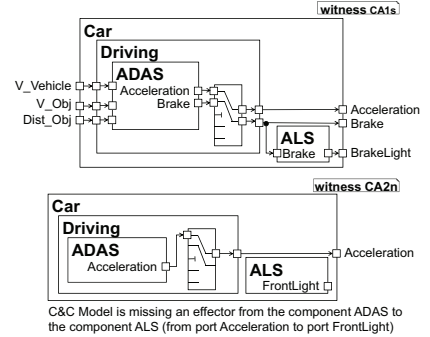 witness CA1s
Car
Driving
ADAS
V_Vehicle
Acceleration
V_Obj
Brake
Dist_Obj
Acceleration
Brake
ALS
Brake
BrakeLight
witness CA2n
Car
Driving
ADAS
Acceleration
Acceleration
ALS
FrontLight
C&C Model is missing an effector from the component ADAS to
the component ALS (from port Acceleration to port FrontLight)